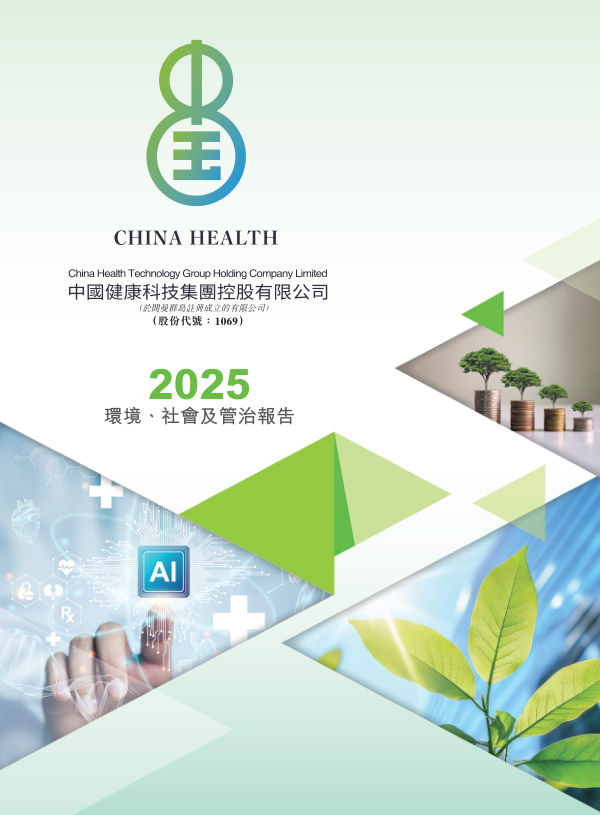 CHINA HEALTH
China Health Technology Group Holding Company Limited
中國健康科技集團控股有限公司
(於開曼群島註冊成立的有限公司)
(股份代號：1069)
2025
環境、社會及管治報告
AI
Rx